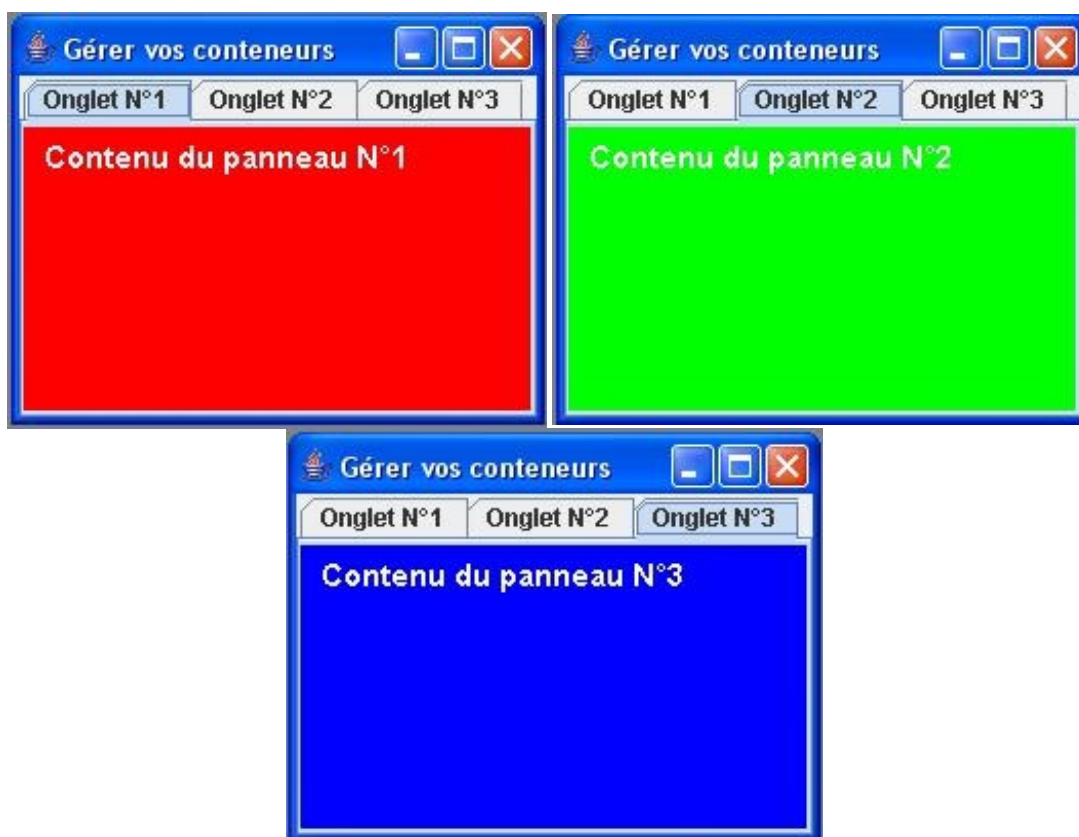 Gérer vos conteneurs
Onglet N°1 Onglet N°2 Onglet N°3
Contenu du panneau N°1
Gérer vos conteneurs
Onglet N°1 Onglet N°2 Onglet N°3
Contenu du panneau N°2
Gérer vos conteneurs
Onglet N°1 Onglet N°2 Onglet N°3
Contenu du panneau N°3